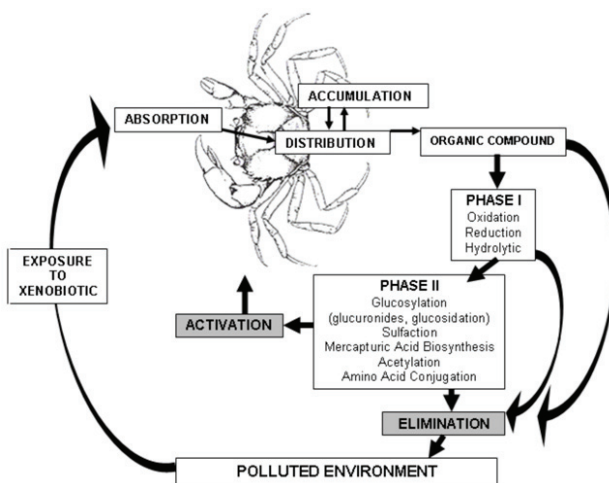 ACCUMULATION
ABSORPTION
DISTRIBUTION
ORGANIC COMPOUND
PHASE I
Oxidation
Reduction
Hydrolytic
EXPOSURE
TO
XENOBIOTIC
PHASE II
Glucosylation
(glucuronides, glucosidation)
Sulfaction
Mercapturic Acid Biosynthesis
Acetylation
Amino Acid Conjugation
ACTIVATION
ELIMINATION
POLLUTED ENVIRONMENT